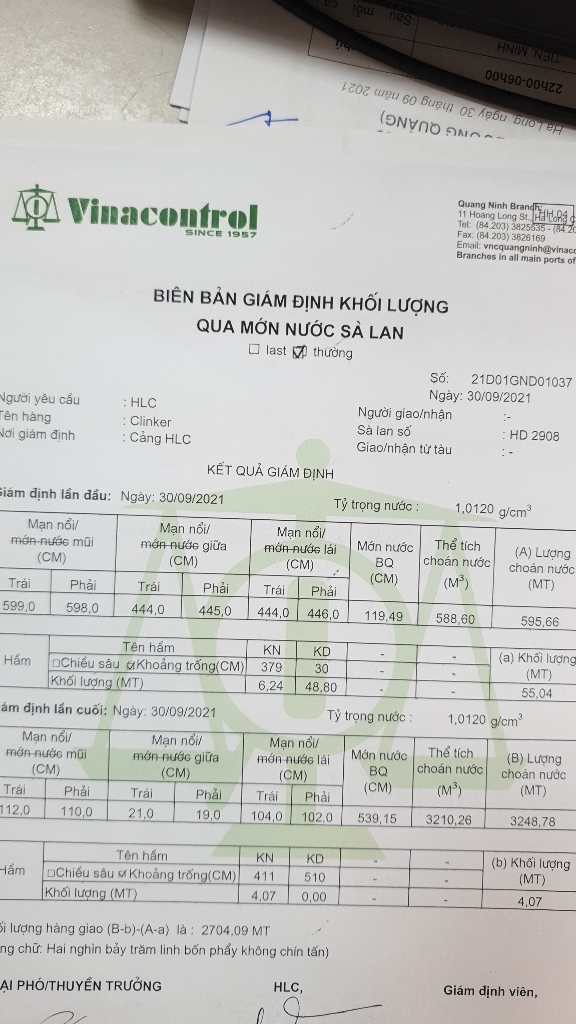 22h00-06h00
Hạ Long, ngày 30 tháng 09 năm 2021
Vinacontrol
SINCE 1957
Quang Ninh Branch
11 Hoang Long St., Ha Long C
HH 04
Tel: (84.203) 3825535 - (84.20
Fax: (84.203) 3826169
Email: vncquangninh@vinaco
Branches in all main ports of
BIÊN BẢN GIÁM ĐỊNH KHỐI LƯỢNG
QUA MỚN NƯỚC SÀ LAN
☐ last ☑ thường
Số: 21D01GND01037
Ngày: 30/09/2021
Người yêu cầu : HLC
Người giao/nhận :-
Tên hàng : Clinker
Sà lan số : HD 2908
Nơi giám định : Cảng HLC
Giao/nhận từ tàu : -
KẾT QUẢ GIÁM ĐỊNH
Giám định lần đầu: Ngày: 30/09/2021 Tỷ trọng nước : 1,0120 g/cm³
Mạn nổi/ Mạn nổi/ Mạn nổi/ Mớn nước Thể tích (A) Lượng
mớn nước mũi mớn nước giữa mớn nước lái BQ choán nước choán nước
(CM) (CM) (CM) (CM) (M³) (MT)
Trái Phải Trái Phải Trái Phải
599,0 598,0 444,0 445,0 444,0 446,0 119,49 588,60 595,66
Hầm Tên hầm KN KD - - (a) Khối lượng
☐Chiều sâu ☑Khoảng trống(CM) 379 30 - - (MT)
Khối lượng (MT) 6,24 48,80 - - 55,04
ám định lần cuối: Ngày: 30/09/2021 Tỷ trọng nước : 1,0120 g/cm³
Mạn nổi/ Mạn nổi/ Mạn nổi/ Mớn nước Thể tích (B) Lượng
mớn nước mũi mớn nước giữa mớn nước lái BQ choán nước choán nước
(CM) (CM) (CM) (CM) (M³) (MT)
Trái Phải Trái Phải Trái Phải
112,0 110,0 21,0 19,0 104,0 102,0 539,15 3210,26 3248,78
Hầm Tên hầm KN KD - - (b) Khối lượng
☐Chiều sâu ☑Khoảng trống(CM) 411 510 - - (MT)
Khối lượng (MT) 4,07 0,00 - - 4,07
ối lượng hàng giao (B-b)-(A-a) là : 2704,09 MT
ng chữ: Hai nghìn bảy trăm linh bốn phẩy không chín tấn)
ẠI PHÓ/THUYỀN TRƯỞNG HLC, Giám định viên,